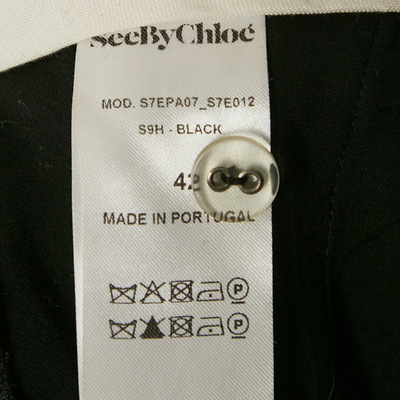 SeeByChloé
MOD. S7EPA07_S7E012
S9H - BLACK
42
MADE IN PORTUGAL
P
P